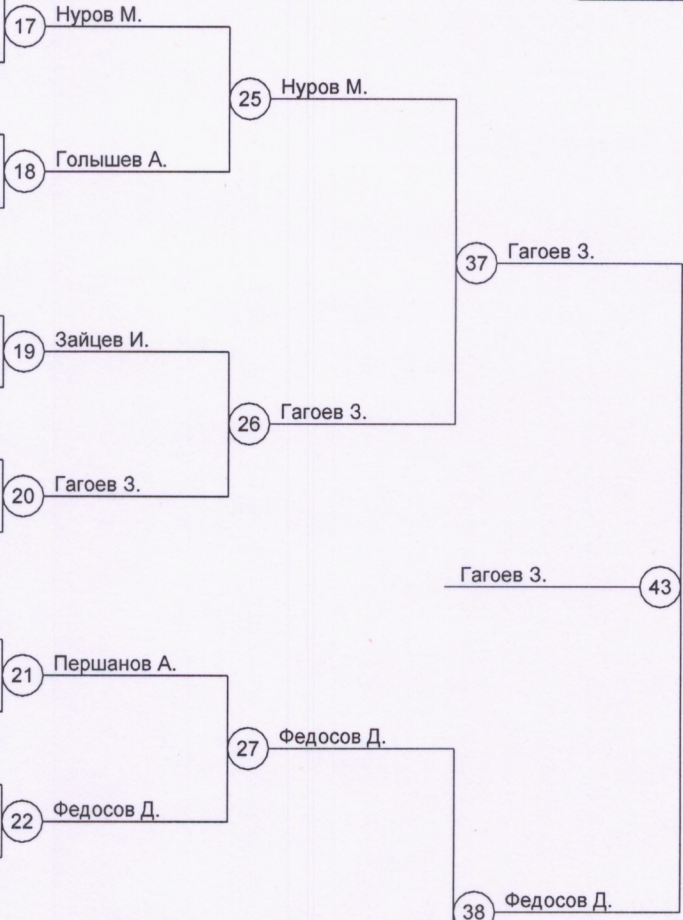 17 Нуров М.
25 Нуров М.
18 Голышев А.
37 Гагоев З.
19 Зайцев И.
26 Гагоев З.
20 Гагоев З.
Гагоев З. 43
21 Першанов А.
27 Федосов Д.
22 Федосов Д.
38 Федосов Д.